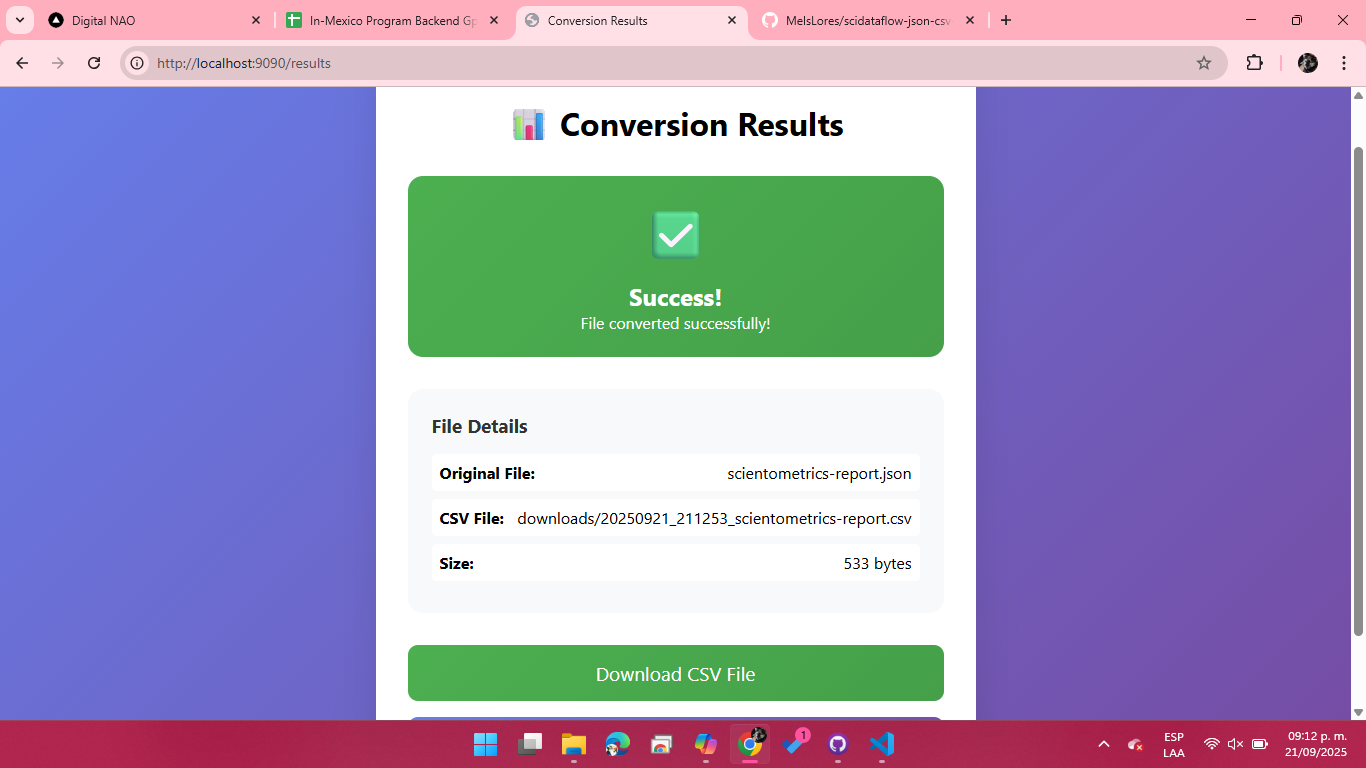 Digital NAO
In-Mexico Program Backend Gp
Conversion Results
MelsLores/scidataflow-json-csv
http://localhost:9090/results
Conversion Results
Success!
File converted successfully!
File Details
Original File: scientometrics-report.json
CSV File: downloads/20250921_211253_scientometrics-report.csv
Size: 533 bytes
Download CSV File
1
ESP
LAA
09:12 p. m.
21/09/2025